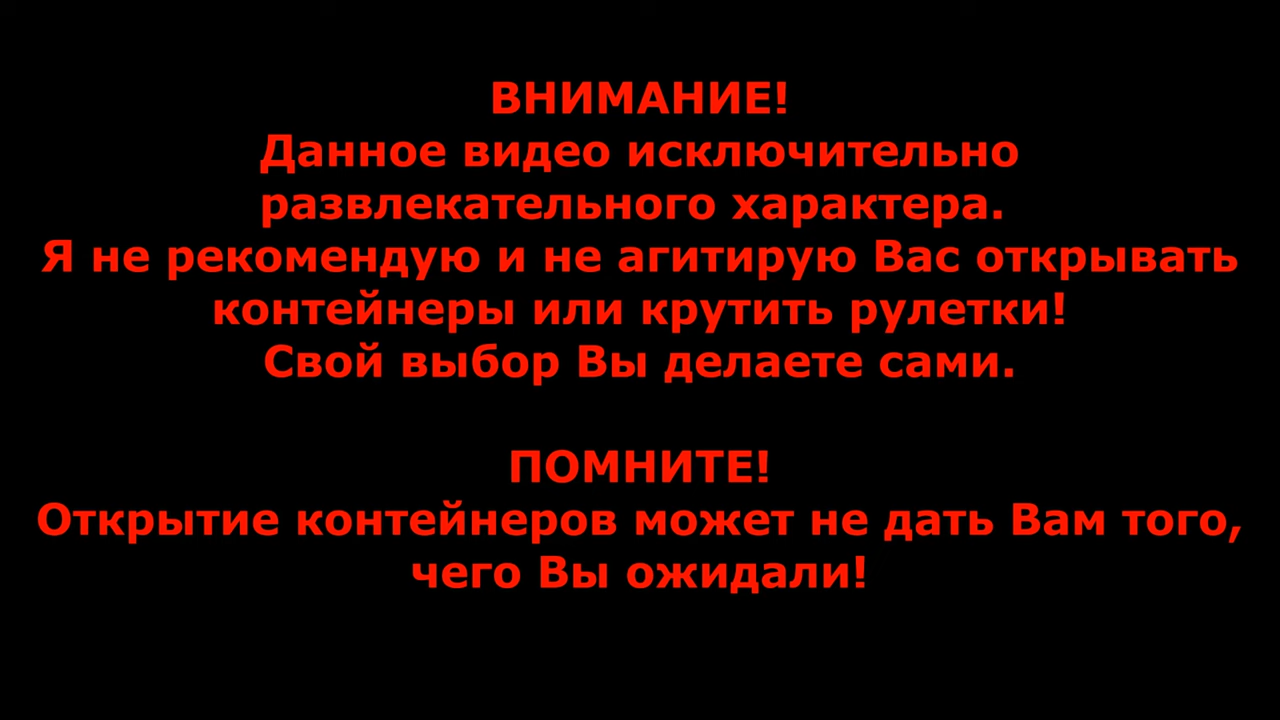 ВНИМАНИЕ!
Данное видео исключительно
развлекательного характера.
Я не рекомендую и не агитирую Вас открывать
контейнеры или крутить рулетки!
Свой выбор Вы делаете сами.
ПОМНИТЕ!
Открытие контейнеров может не дать Вам того,
чего Вы ожидали!